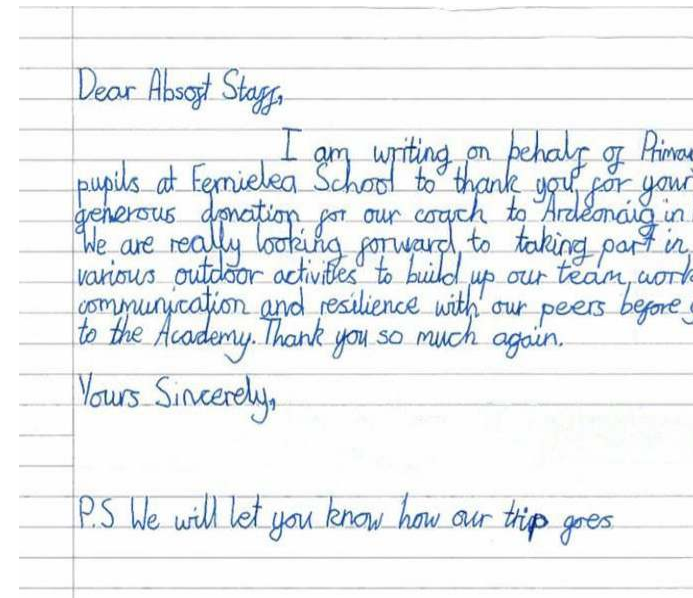 Dear Absoft Staff,
I am writing on behalf of Primar
pupils at Fernielea School to thank you for your
generous donation for our coach to Ardeonaig in
We are really looking forward to taking part in
various outdoor activities to build up our team work
communication and resilience with our peers before g
to the Academy. Thank you so much again.
Yours Sincerely,
P.S We will let you know how our trip goes